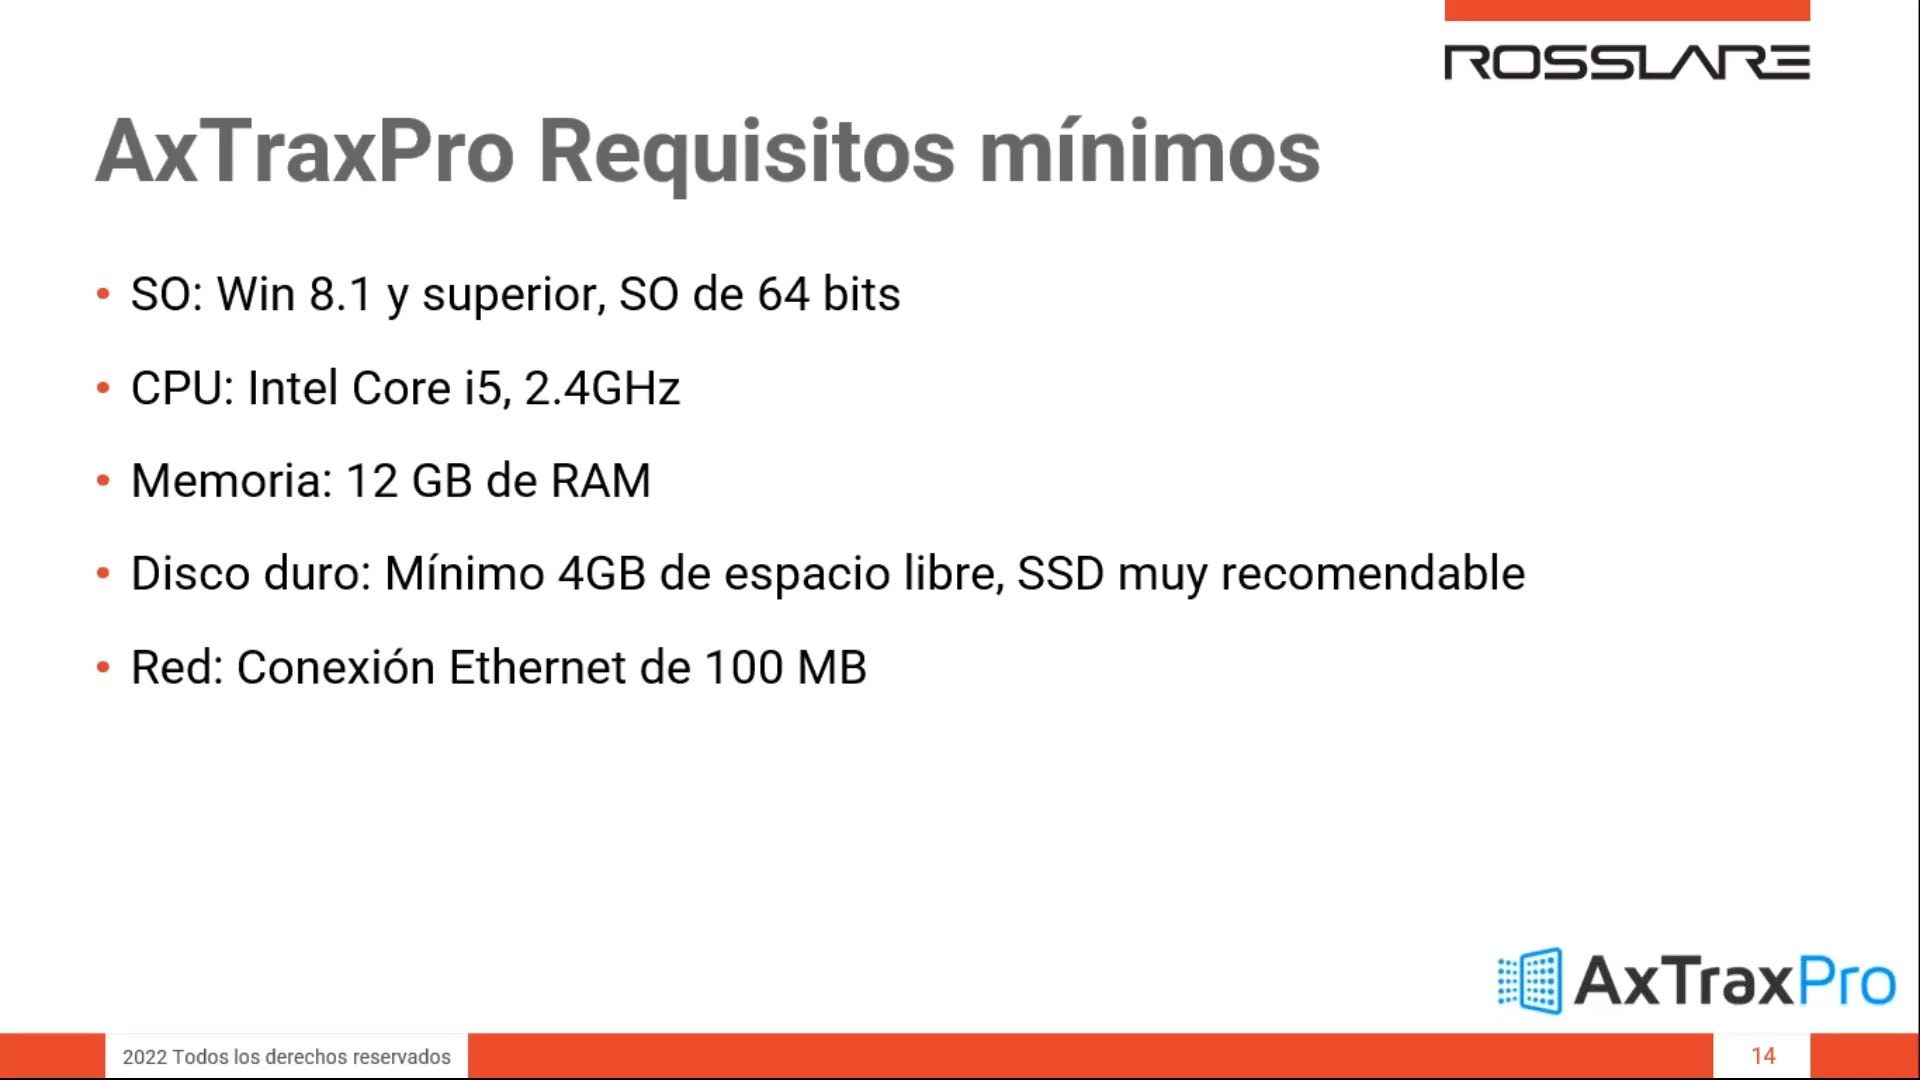 ROSSLARE
AxTraxPro Requisitos mínimos
• SO: Win 8.1 y superior, SO de 64 bits
• CPU: Intel Core i5, 2.4GHz
• Memoria: 12 GB de RAM
• Disco duro: Mínimo 4GB de espacio libre, SSD muy recomendable
• Red: Conexión Ethernet de 100 MB
AxTraxPro
2022 Todos los derechos reservados
14